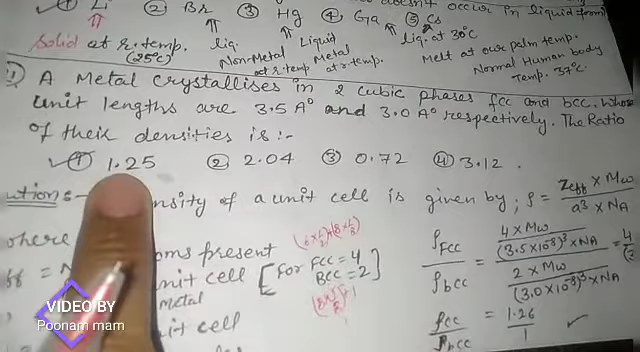 ① Li ② Br ③ Hg ④ Ga ⑤ Cs
doesn't occur in liquid form
Solid at r. temp. (25°C)
liq. Non-Metal at r. temp
Liquid Metal at r. temp.
liq. at 30°C
Melt at our palm temp.
Normal Human body Temp. 37°C.
A Metal crystallises in 2 cubic phases fcc and bcc. Whose
unit lengths are 3.5 A° and 3.0 A° respectively. The Ratio
of their densities is :-
① 1.25 ② 2.04 ③ 0.72 ④ 3.12.
of a unit cell is given by ; ρ = Zeff × Mw / a³ × NA
present
unit cell [For FCC = 4
BCC = 2]
Metal
unit cell
ρFCC / ρbcc = 4 × Mw / (3.5×10⁻⁸)³ × NA / 2 × Mw / (3.0×10⁻⁸)³ × NA
ρcc / ρbcc = 1.26 / 1
VIDEO BY
Poonam mam